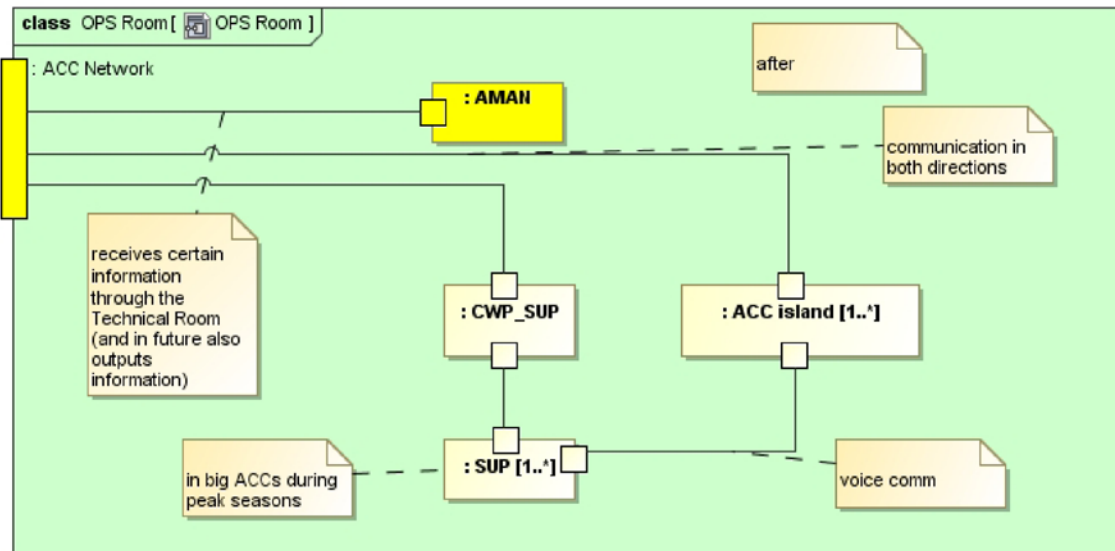 class OPS Room [ OPS Room ]
: ACC Network
: AMAN
after
communication in
both directions
receives certain
information
through the
Technical Room
(and in future also
outputs
information)
: CWP_SUP
: ACC island [1..*]
: SUP [1..*]
in big ACCs during
peak seasons
voice comm